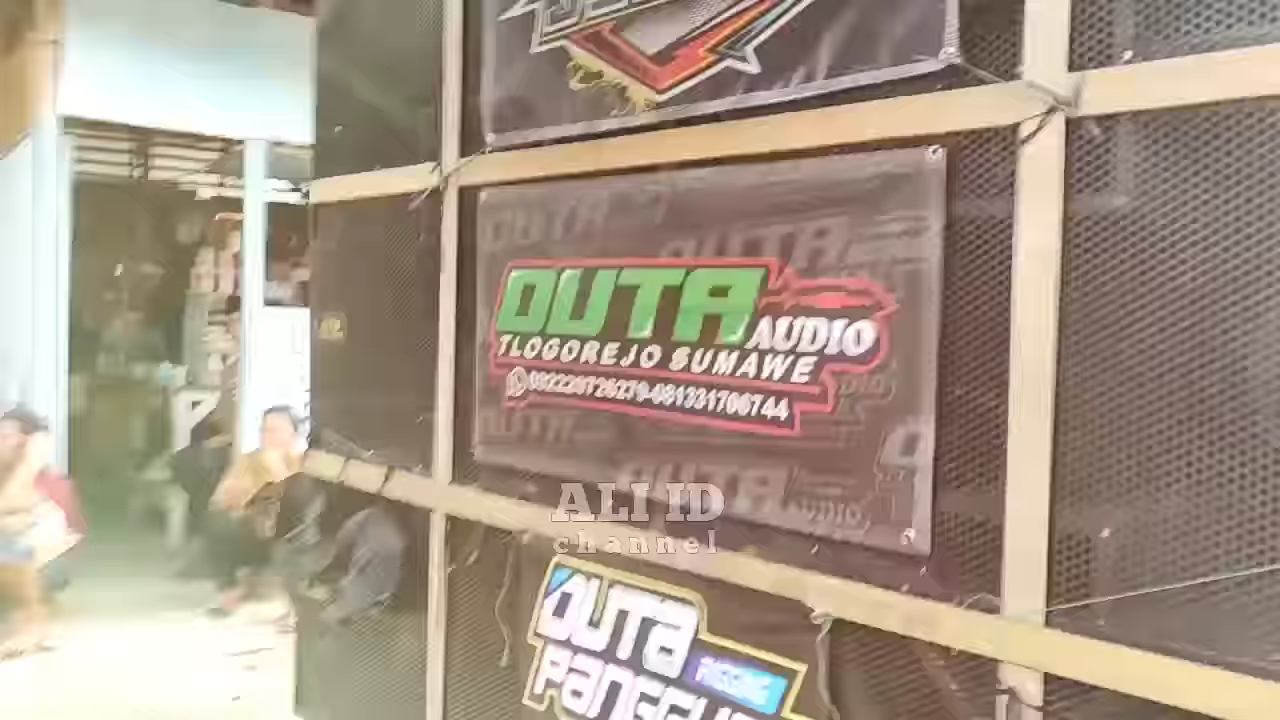 DUTA
AUDIO
TLOGOREJO SUMAWE
082230726279-081331706744
ALI ID
channel
DUTA